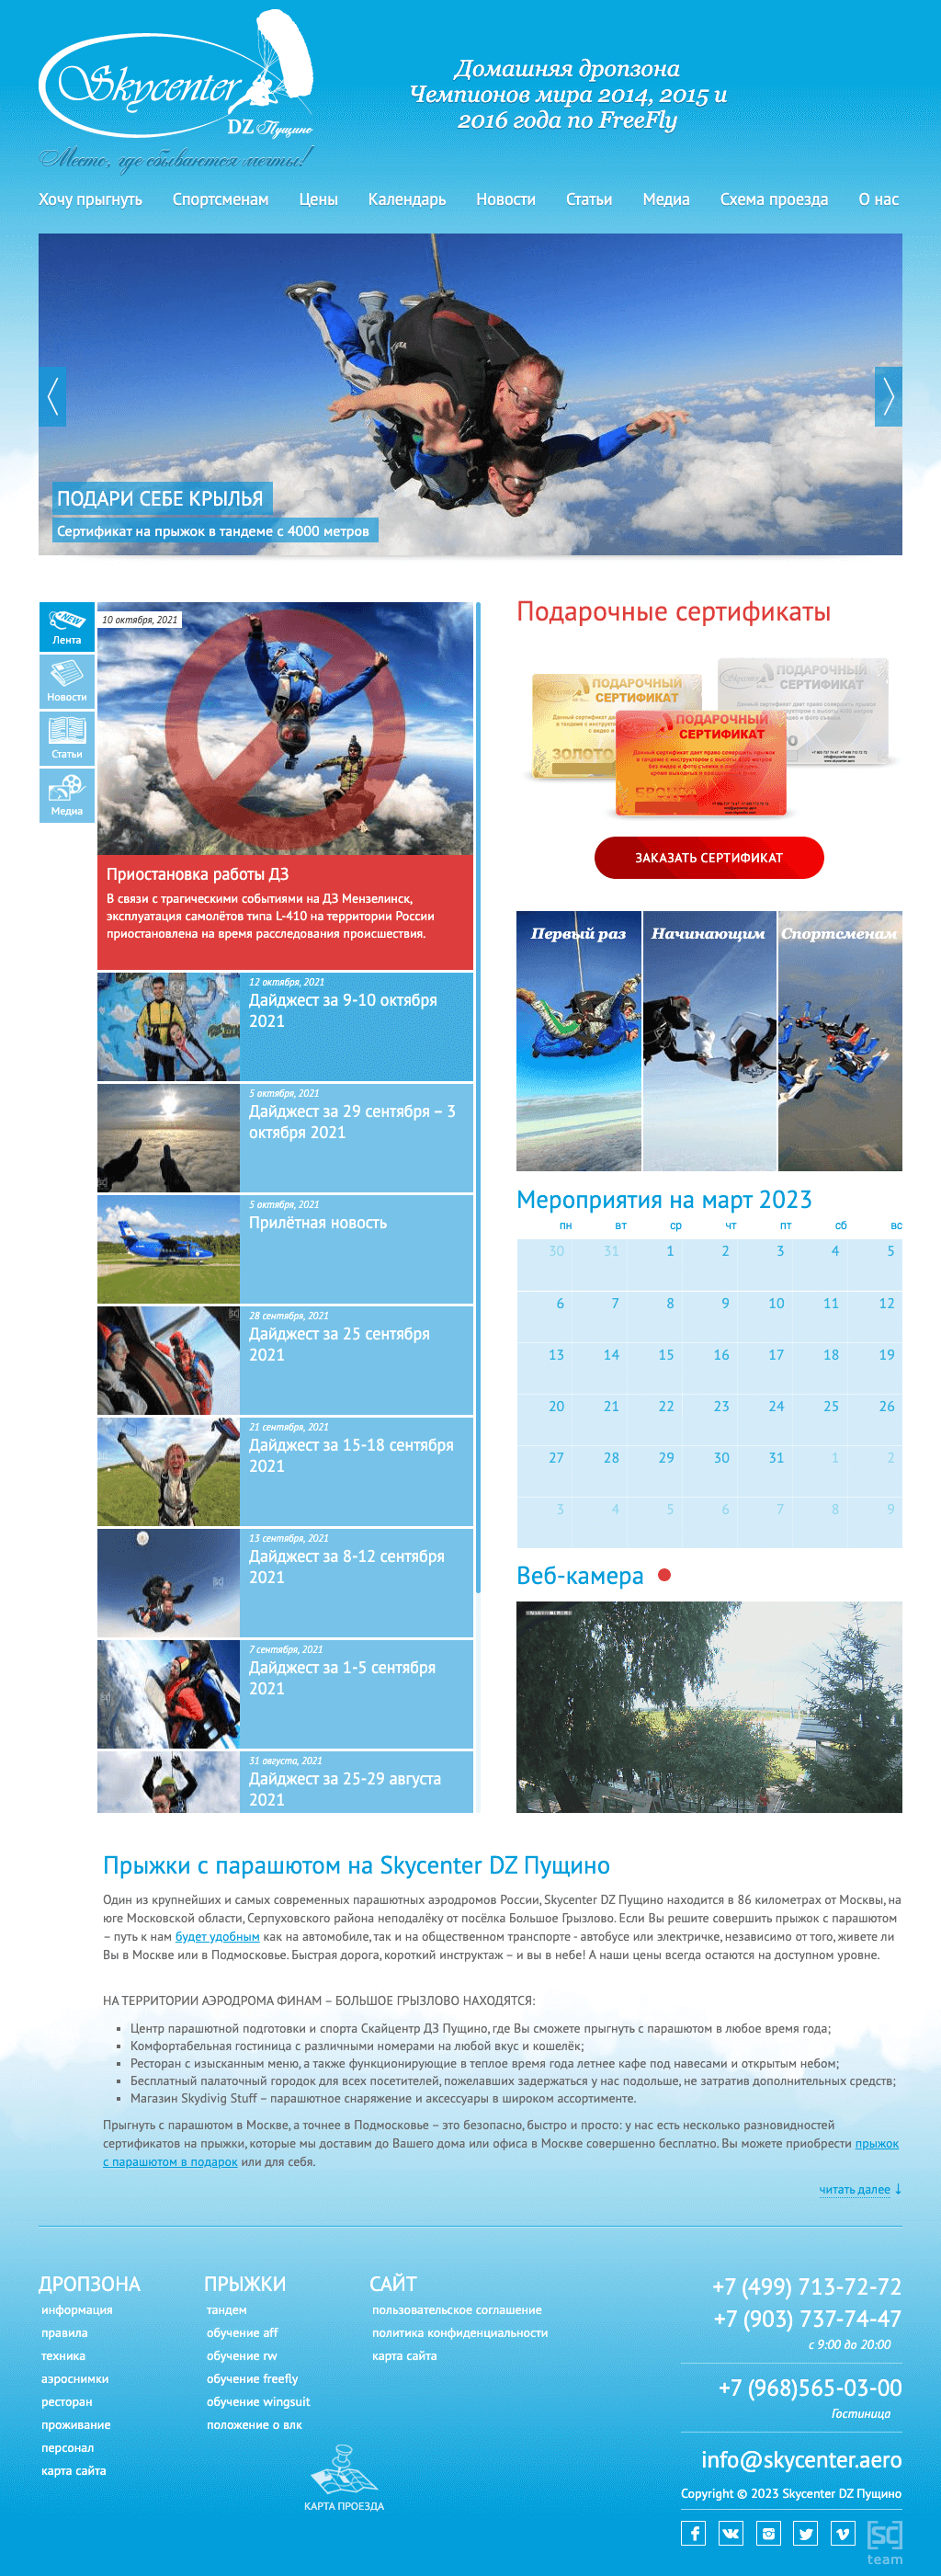 Skycenter
DZ Пущино
Место, где сбываются мечты!
Домашняя дропзона
Чемпионов мира 2014, 2015 и
2016 года по FreeFly
Хочу прыгнуть Спортсменам Цены Календарь Новости Статьи Медиа Схема проезда О нас
ПОДАРИ СЕБЕ КРЫЛЬЯ
Сертификат на прыжок в тандеме с 4000 метров
NEW
Лента
Новости
Статьи
Медиа
10 октября, 2021
Приостановка работы ДЗ
В связи с трагическими событиями на ДЗ Мензелинск,
эксплуатация самолётов типа L-410 на территории России
приостановлена на время расследования происшествия.
12 октября, 2021
Дайджест за 9-10 октября
2021
5 октября, 2021
Дайджест за 29 сентября – 3
октября 2021
5 октября, 2021
Прилётная новость
28 сентября, 2021
Дайджест за 25 сентября
2021
21 сентября, 2021
Дайджест за 15-18 сентября
2021
13 сентября, 2021
Дайджест за 8-12 сентября
2021
7 сентября, 2021
Дайджест за 1-5 сентября
2021
31 августа, 2021
Дайджест за 25-29 августа
2021
Подарочные сертификаты
ПОДАРОЧНЫЙ
СЕРТИФИКАТ
ЗОЛОТО
ПОДАРОЧНЫЙ
СЕРТИФИКАТ
ПОДАРОЧНЫЙ
СЕРТИФИКАТ
БРОНЗА
ЗАКАЗАТЬ СЕРТИФИКАТ
Первый раз Начинающим Спортсменам
Мероприятия на март 2023
пн вт ср чт пт сб вс
30 31 1 2 3 4 5
6 7 8 9 10 11 12
13 14 15 16 17 18 19
20 21 22 23 24 25 26
27 28 29 30 31 1 2
3 4 5 6 7 8 9
Веб-камера
Прыжки с парашютом на Skycenter DZ Пущино
Один из крупнейших и самых современных парашютных аэродромов России, Skycenter DZ Пущино находится в 86 километрах от Москвы, на
юге Московской области, Серпуховского района неподалёку от посёлка Большое Грызлово. Если Вы решите совершить прыжок с парашютом
– путь к нам будет удобным как на автомобиле, так и на общественном транспорте - автобусе или электричке, независимо от того, живете ли
Вы в Москве или в Подмосковье. Быстрая дорога, короткий инструктаж – и вы в небе! А наши цены всегда остаются на доступном уровне.
НА ТЕРРИТОРИИ АЭРОДРОМА ФИНАМ – БОЛЬШОЕ ГРЫЗЛОВО НАХОДЯТСЯ:
▪ Центр парашютной подготовки и спорта Скайцентр ДЗ Пущино, где Вы сможете прыгнуть с парашютом в любое время года;
▪ Комфортабельная гостиница с различными номерами на любой вкус и кошелёк;
▪ Ресторан с изысканным меню, а также функционирующие в теплое время года летнее кафе под навесами и открытым небом;
▪ Бесплатный палаточный городок для всех посетителей, пожелавших задержаться у нас подольше, не затратив дополнительных средств;
▪ Магазин Skydivig Stuff – парашютное снаряжение и аксессуары в широком ассортименте.
Прыгнуть с парашютом в Москве, а точнее в Подмосковье – это безопасно, быстро и просто: у нас есть несколько разновидностей
сертификатов на прыжки, которые мы доставим до Вашего дома или офиса в Москве совершенно бесплатно. Вы можете приобрести прыжок
с парашютом в подарок или для себя.
читать далее ↓
ДРОПЗОНА
информация
правила
техника
аэроснимки
ресторан
проживание
персонал
карта сайта
ПРЫЖКИ
тандем
обучение aff
обучение rw
обучение freefly
обучение wingsuit
положение о влк
САЙТ
пользовательское соглашение
политика конфиденциальности
карта сайта
КАРТА ПРОЕЗДА
+7 (499) 713-72-72
+7 (903) 737-74-47
с 9:00 до 20:00
+7 (968)565-03-00
Гостиница
info@skycenter.aero
Copyright © 2023 Skycenter DZ Пущино
SC
team